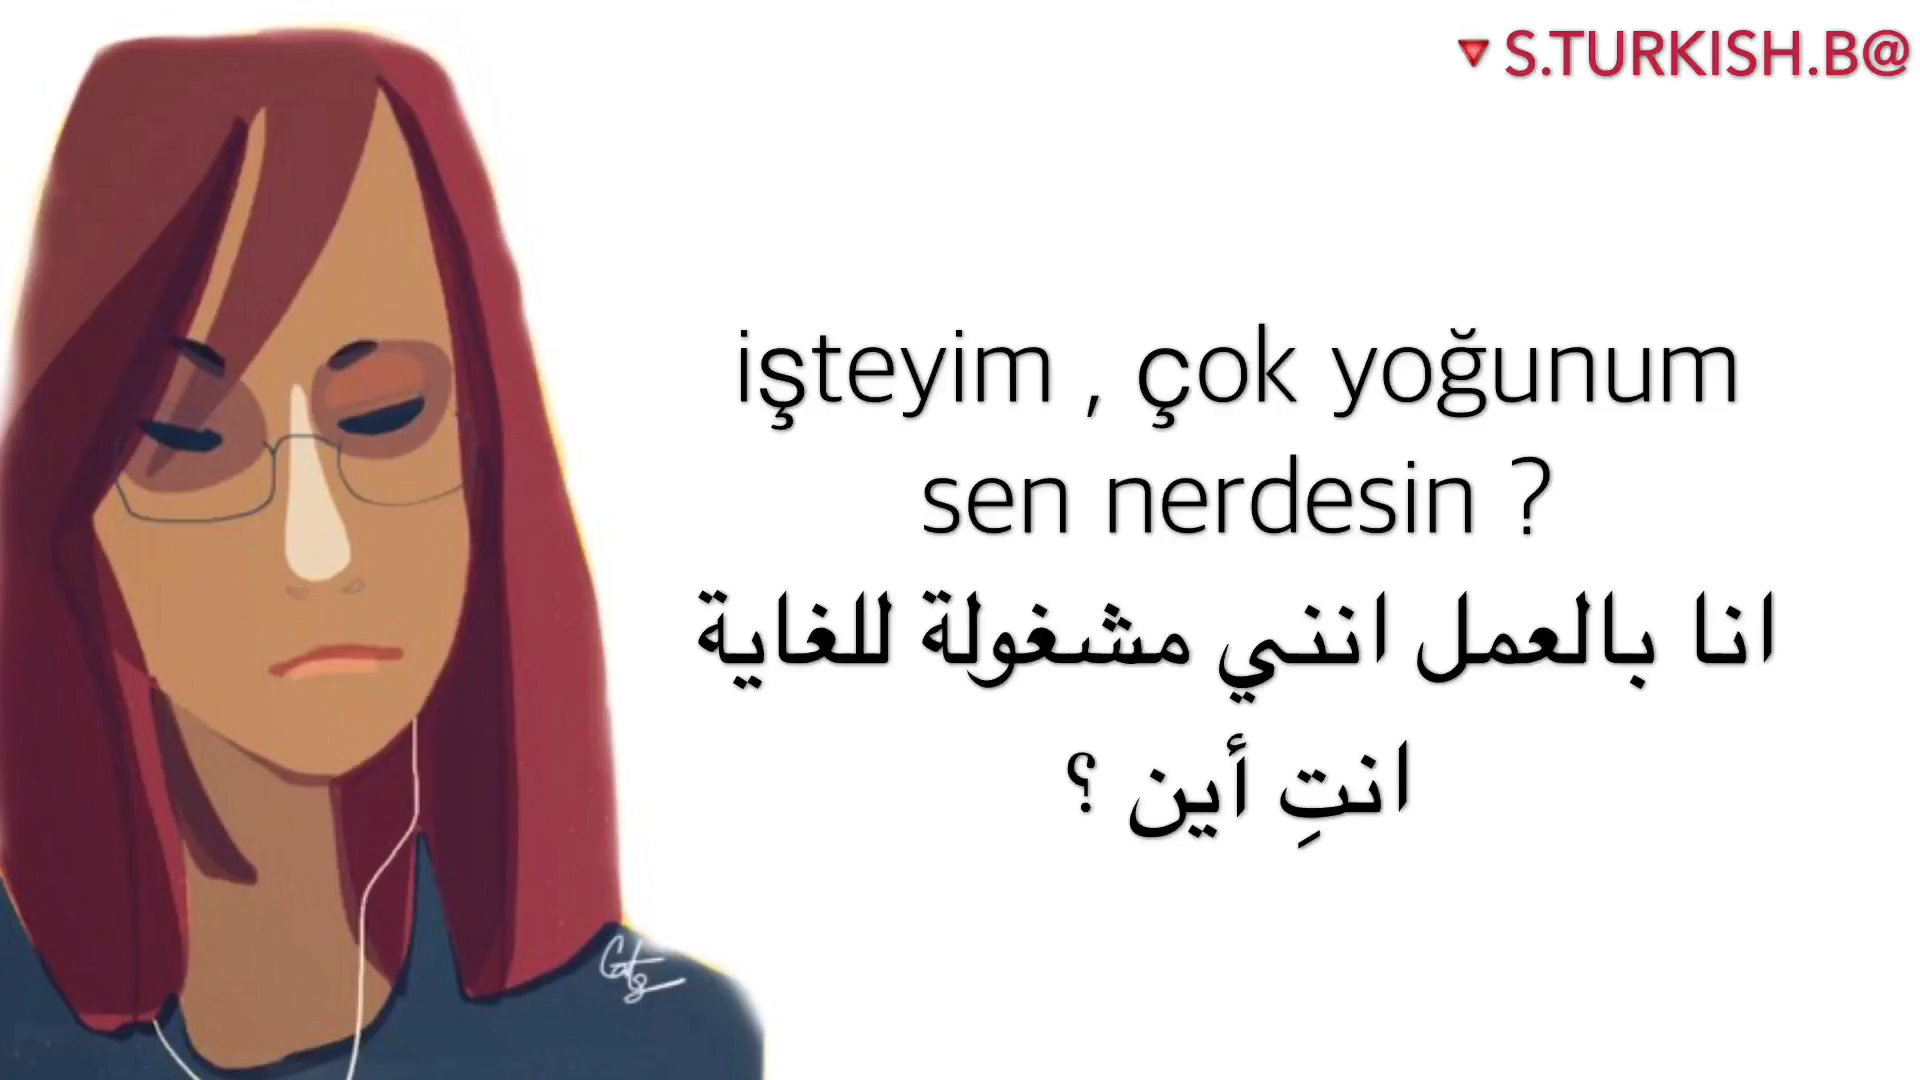 🔻S.TURKISH.B@
işteyim , çok yoğunum
sen nerdesin ?
انا بالعمل انني مشغولة للغاية
انتِ أين ؟